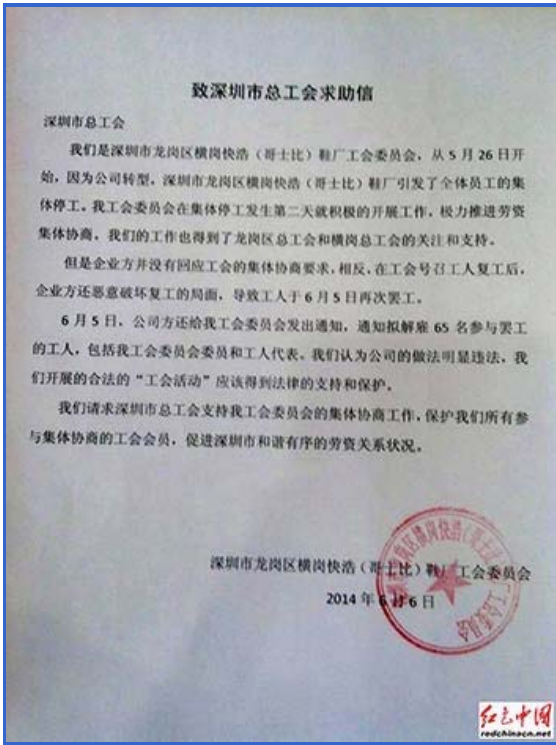 致深圳市总工会求助信
深圳市总工会
我们是深圳市龙岗区横岗快浩（哥士比）鞋厂工会委员会，从 5 月 26 日开
始，因为公司转型，深圳市龙岗区横岗快浩（哥士比）鞋厂引发了全体员工的集
体停工。我工会委员会在集体停工发生第二天就积极的开展工作，极力推进劳资
集体协商。我们的工作也得到了龙岗区总工会和横岗总工会的关注和支持。
但是企业方并没有回应工会的集体协商要求，相反，在工会号召工人复工后，
企业方还恶意破坏复工的局面，导致工人于 6 月 5 日再次罢工。
6 月 5 日，公司方还给我工会委员会发出通知，通知拟解雇 65 名参与罢工
的工人，包括我工会委员会委员和工人代表。我们认为公司的做法明显违法，我
们开展的合法的“工会活动”应该得到法律的支持和保护。
我们请求深圳市总工会支持我工会委员会的集体协商工作，保护我们所有参
与集体协商的工会会员，促进深圳市和谐有序的劳资关系状况。
深圳市龙岗区横岗快浩（哥士比）鞋厂工会委员会
2014 年 6 月 6 日
红色中国
redchinacn.net